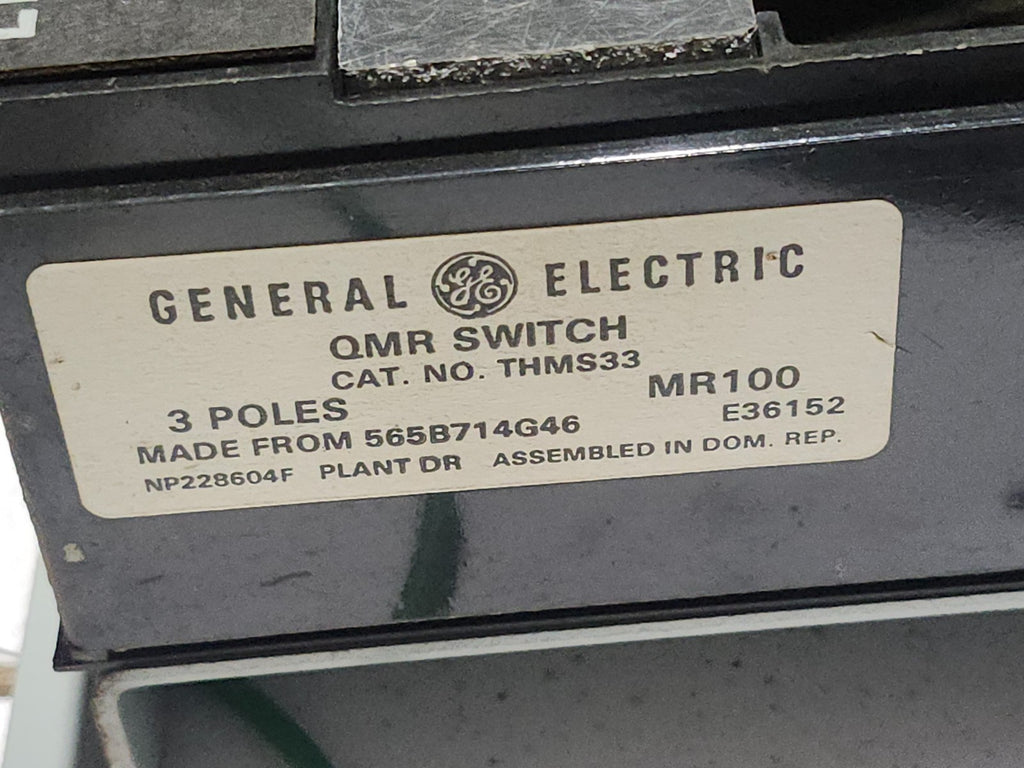 GENERAL GE ELECTRIC
QMR SWITCH
CAT. NO. THMS33
3 POLES MR100
MADE FROM 565B714G46 E36152
NP228604F PLANT DR ASSEMBLED IN DOM. REP.